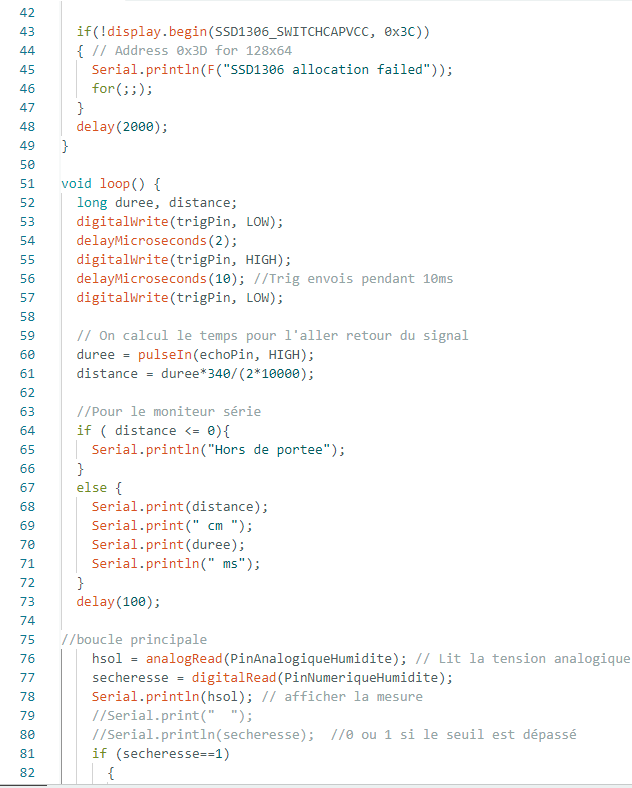 42
43 if(!display.begin(SSD1306_SWITCHCAPVCC, 0x3C))
44 { // Address 0x3D for 128x64
45 Serial.println(F("SSD1306 allocation failed"));
46 for(;;);
47 }
48 delay(2000);
49 }
50
51 void loop() {
52 long duree, distance;
53 digitalWrite(trigPin, LOW);
54 delayMicroseconds(2);
55 digitalWrite(trigPin, HIGH);
56 delayMicroseconds(10); //Trig envois pendant 10ms
57 digitalWrite(trigPin, LOW);
58
59 // On calcul le temps pour l'aller retour du signal
60 duree = pulseIn(echoPin, HIGH);
61 distance = duree*340/(2*10000);
62
63 //Pour le moniteur série
64 if ( distance <= 0){
65 Serial.println("Hors de portee");
66 }
67 else {
68 Serial.print(distance);
69 Serial.print(" cm ");
70 Serial.print(duree);
71 Serial.println(" ms");
72 }
73 delay(100);
74
75 //boucle principale
76 hsol = analogRead(PinAnalogiqueHumidite); // Lit la tension analogique
77 secheresse = digitalRead(PinNumeriqueHumidite);
78 Serial.println(hsol); // afficher la mesure
79 //Serial.print("  ");
80 //Serial.println(secheresse);  //0 ou 1 si le seuil est dépassé
81 if (secheresse==1)
82 {